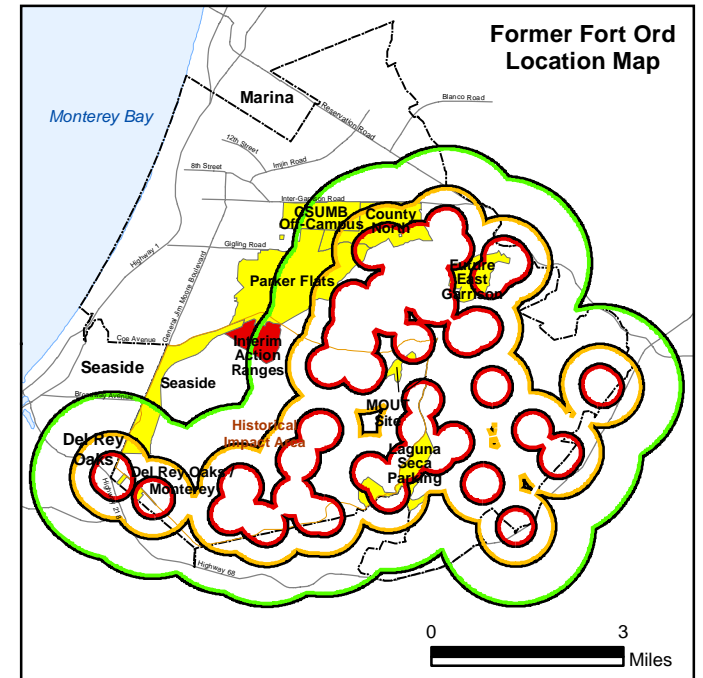 Former Fort Ord
Location Map
Marina
Monterey Bay
Blanco Road
Reservation Road
12th Street
Imjin Road
8th Street
Inter-Garrison Road
CSUMB
Off-Campus
County
North
Gigling Road
Highway 1
General Jim Moore Boulevard
Parker Flats
Future
East
Garrison
Coe Avenue
Interim
Action
Ranges
Seaside
Seaside
Broadway Avenue
MOUT
Site
Historical
Impact Area
Del Rey
Oaks
Laguna
Seca
Parking
Del Rey Oaks /
Monterey
Highway 218
Highway 68
0 3
Miles